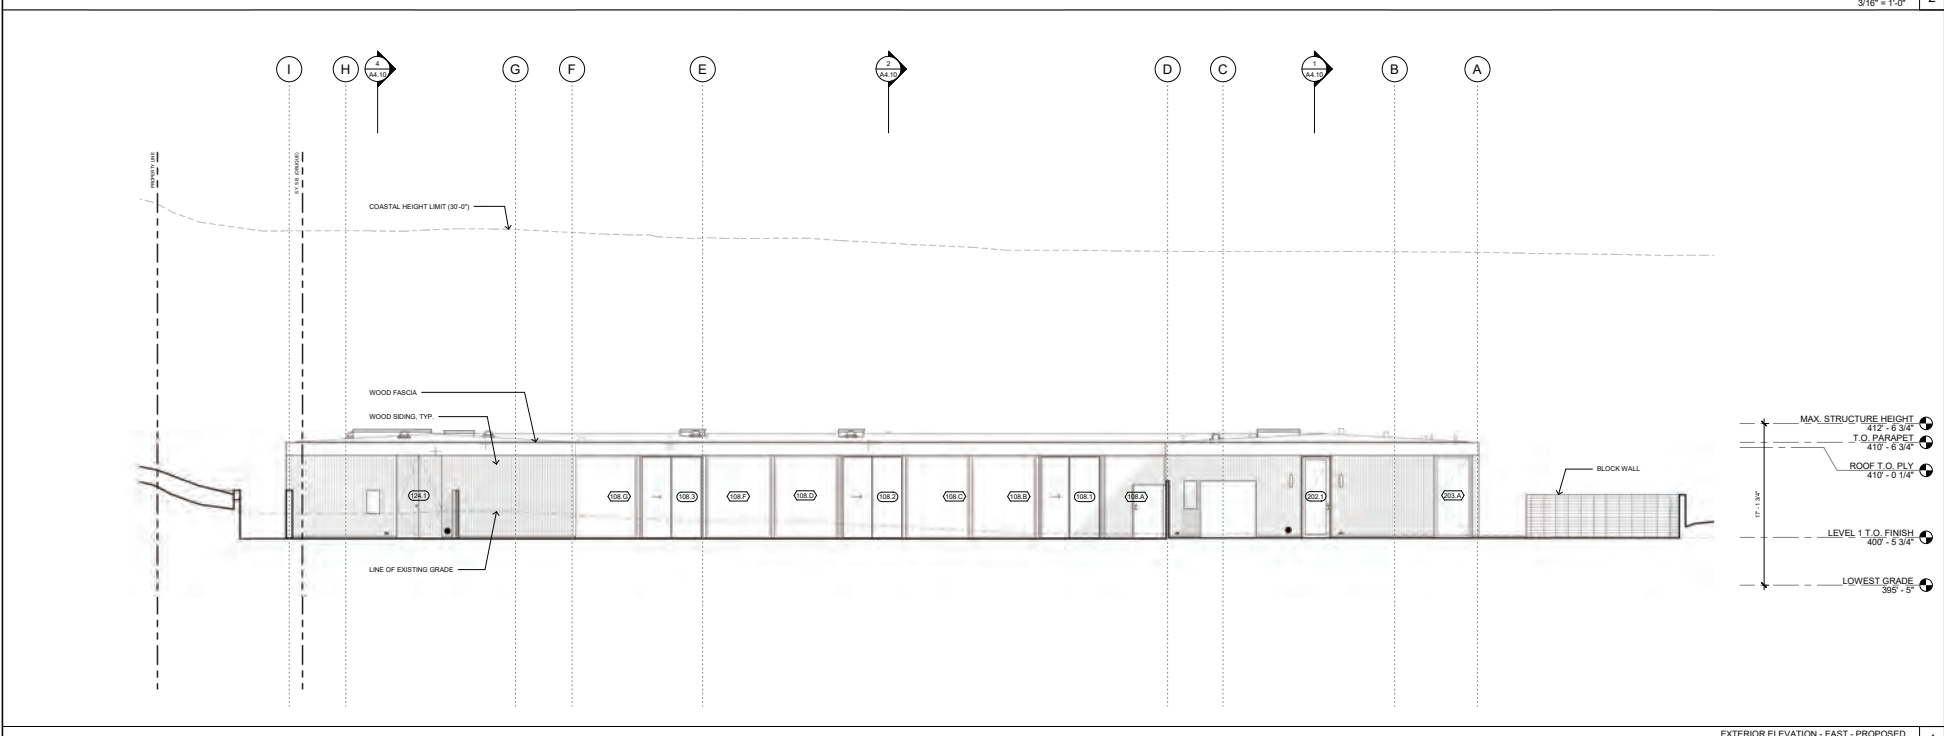 3/16" = 1'-0"
I
H
4
A4.10
G
F
E
2
A4.10
D
C
1
A4.10
B
A
PROPERTY LINE
S.Y S.B. (OBLIQUE)
COASTAL HEIGHT LIMIT (30'-0")
WOOD FASCIA
WOOD SIDING, TYP.
MAX. STRUCTURE HEIGHT
412' - 6 3/4"
T.O. PARAPET
410' - 6 3/4"
ROOF T.O. PLY
410' - 0 1/4"
BLOCK WALL
124.1
108.G
108.3
108.F
108.D
108.2
108.C
108.B
108.1
108.A
202.1
203.A
17' - 1 3/4"
LEVEL 1 T.O. FINISH
400' - 5 3/4"
LINE OF EXISTING GRADE
LOWEST GRADE
395' - 5"
EXTERIOR ELEVATION - EAST - PROPOSED